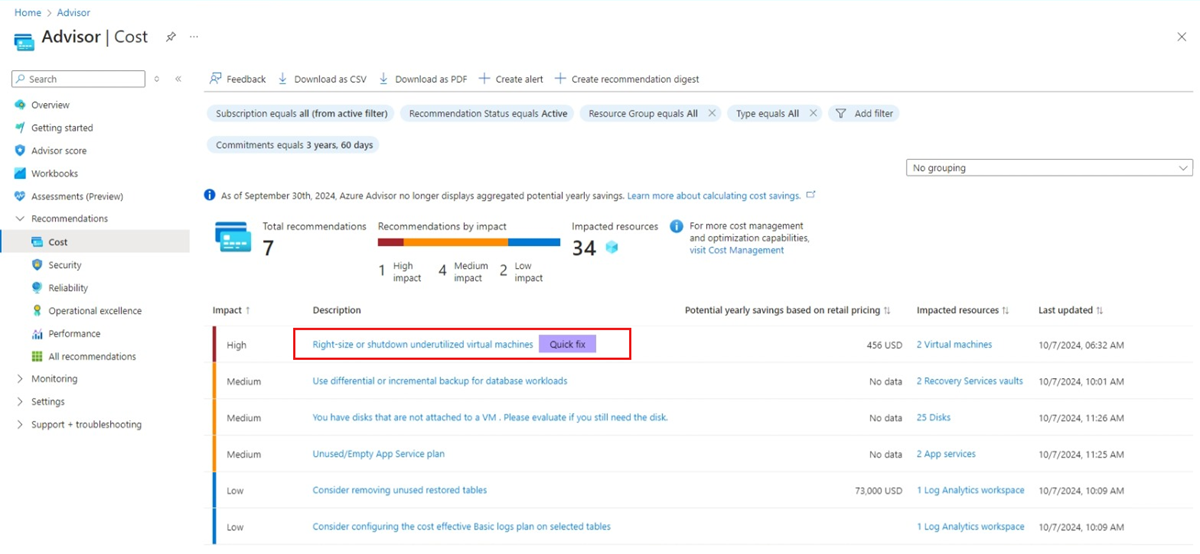 Home > Advisor
Advisor | Cost ...
Search
Feedback Download as CSV Download as PDF Create alert Create recommendation digest
Overview
Getting started
Advisor score
Workbooks
Assessments (Preview)
Recommendations
Cost
Security
Reliability
Operational excellence
Performance
All recommendations
Monitoring
Settings
Support + troubleshooting
Subscription equals all (from active filter) Recommendation Status equals Active Resource Group equals All Type equals All Add filter
Commitments equals 3 years, 60 days
No grouping
As of September 30th, 2024, Azure Advisor no longer displays aggregated potential yearly savings. Learn more about calculating cost savings.
Total recommendations
7
Recommendations by impact
1 High impact 4 Medium impact 2 Low impact
Impacted resources
34
For more cost management
and optimization capabilities,
visit Cost Management
Impact ↑ Description Potential yearly savings based on retail pricing ↑↓ Impacted resources ↑↓ Last updated ↑↓
High Right-size or shutdown underutilized virtual machines Quick fix 456 USD 2 Virtual machines 10/7/2024, 06:32 AM
Medium Use differential or incremental backup for database workloads No data 2 Recovery Services vaults 10/7/2024, 10:01 AM
Medium You have disks that are not attached to a VM . Please evaluate if you still need the disk. No data 25 Disks 10/7/2024, 11:26 AM
Medium Unused/Empty App Service plan No data 2 App services 10/7/2024, 11:25 AM
Low Consider removing unused restored tables 73,000 USD 1 Log Analytics workspace 10/7/2024, 10:09 AM
Low Consider configuring the cost effective Basic logs plan on selected tables 1 Log Analytics workspace 10/7/2024, 10:09 AM